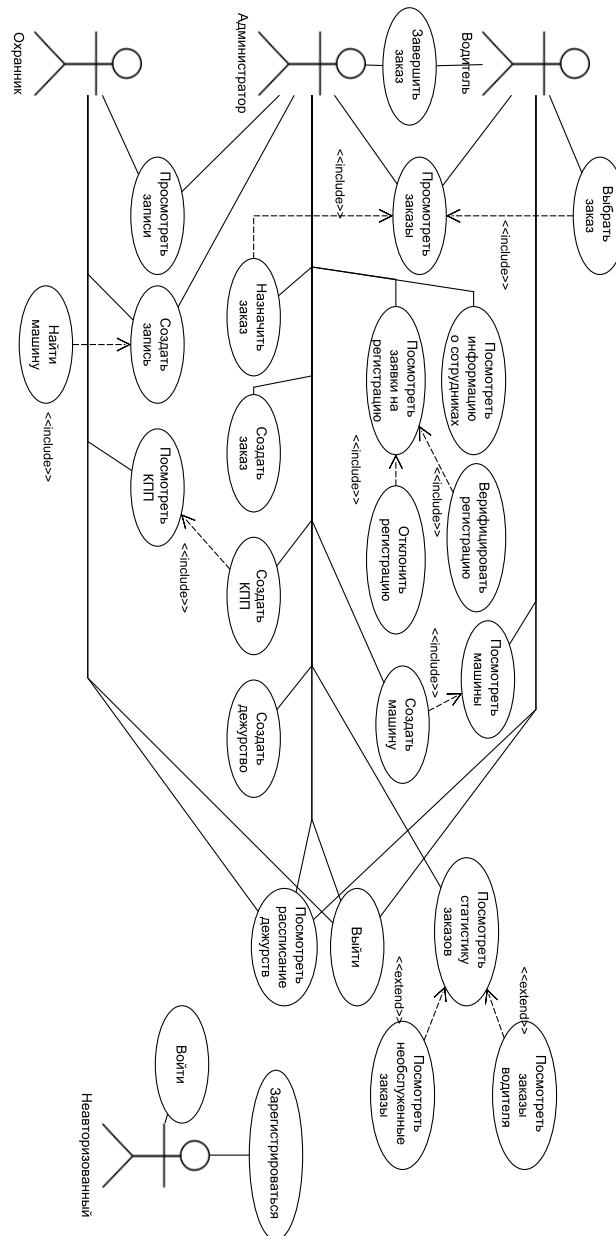 Выбрать
заказ
<<include>>
Посмотреть
информацию
о сотрудниках
Верифицировать
регистрацию
Посмотреть
машины
<<extend>>
Посмотреть
заказы
водителя
Водитель
<<include>>
<<include>>
Посмотреть
статистику
заказов
Завершить
заказ
Просмотреть
заказы
Посмотреть
заявки на
регистрацию
<<include>>
Отклонить
регистрацию
Создать
машину
<<extend>>
Посмотреть
необслуженные
заказы
<<include>>
Выйти
Администратор
Назначить
заказ
Создать
заказ
Создать
КПП
Создать
дежурство
Посмотреть
рассписание
дежурств
Зарегистрироваться
<<include>>
Просмотреть
записи
Создать
запись
Посмотреть КПП
Войти
Найти
машину
<<include>>
Охранник
Неавторизованный